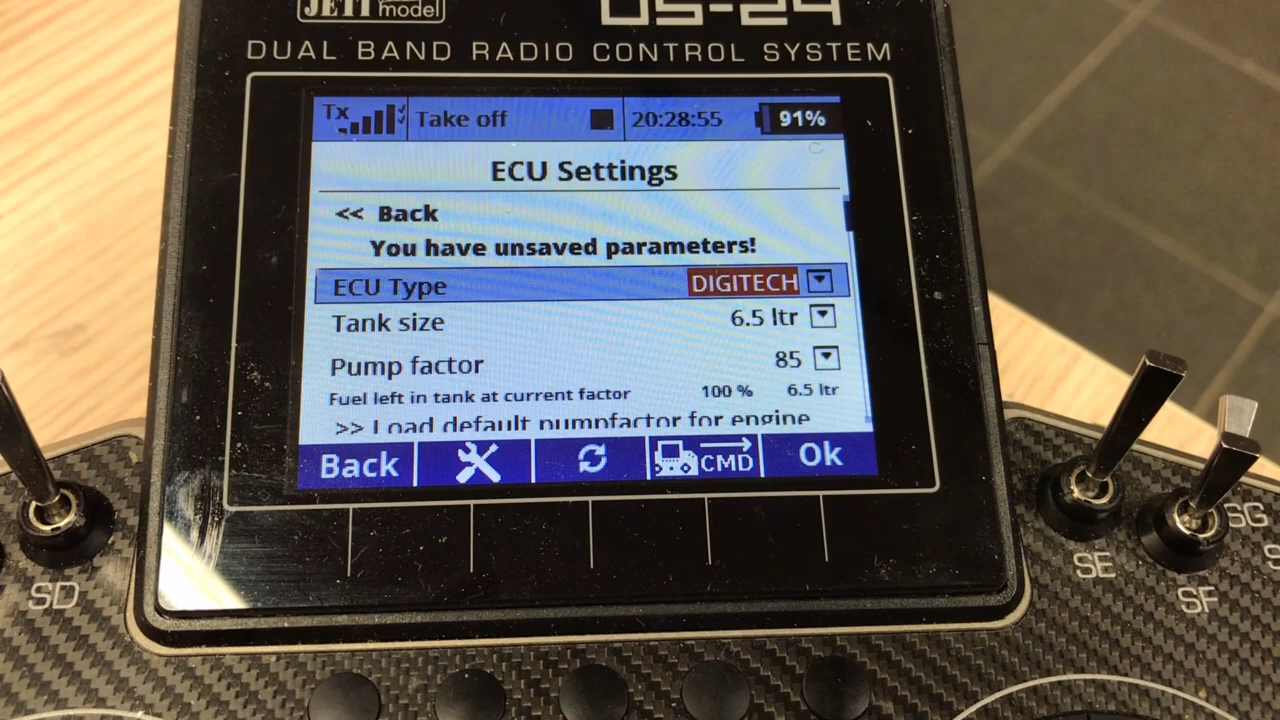 JETI model DS-24
DUAL BAND RADIO CONTROL SYSTEM
Tx Take off 20:28:55 91%
ECU Settings
<< Back
You have unsaved parameters!
ECU Type DIGITECH
Tank size 6.5 ltr
Pump factor 85
Fuel left in tank at current factor 100 % 6.5 ltr
>> Load default pumpfactor for engine
Back CMD Ok
SD SE SF SG